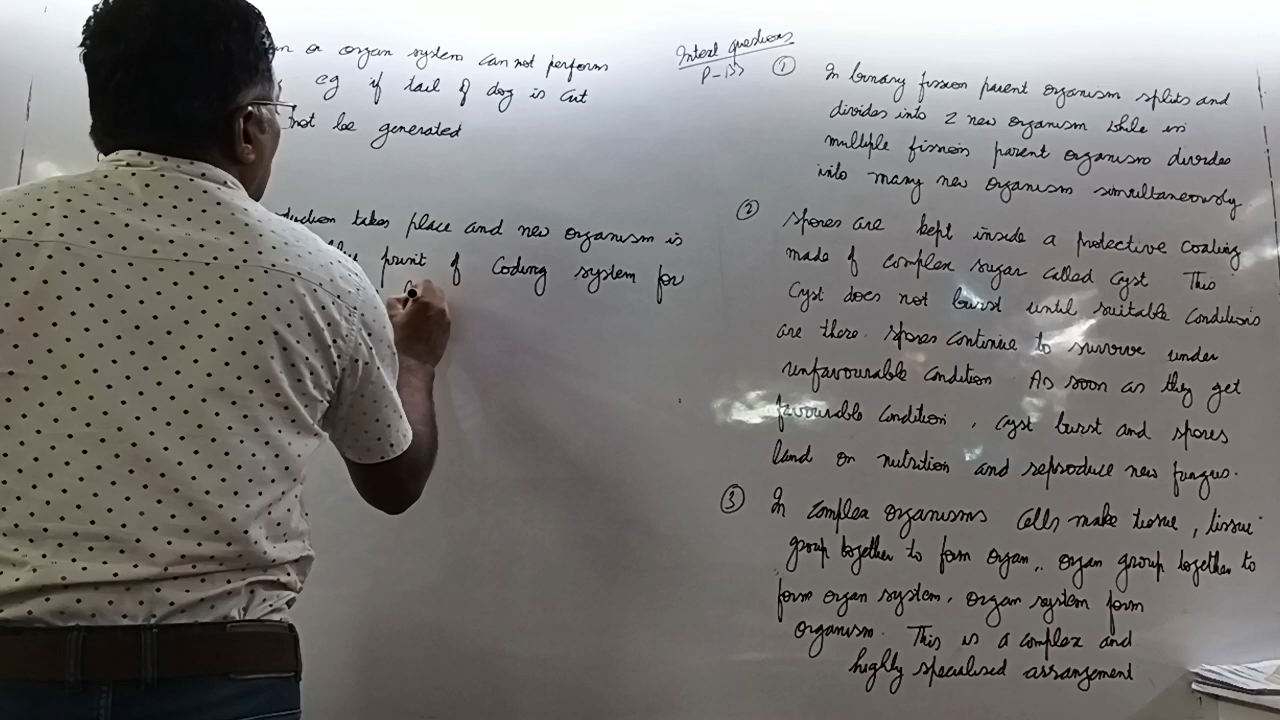 or organ system can not perform
eg if tail of dog is cut
not be generated
takes place and new organism is
of Coding system for
Intext questions
P-133
① In binary fission parent organism splits and
divides into 2 new organism while in
multiple fission parent organism divides
into many new organism simultaneously
② Spores are kept inside a protective coating
made of complex sugar called cyst This
cyst does not burst until suitable conditions
are there. Spores continue to survive under
unfavourable condition As soon as they get
favourable condition, cyst burst and spores
land on nutrition and reproduce new fungus.
③ In complex organisms cells make tissue, tissue
group together to form organ, organ group together to
form organ system, organ system form
organism. This is a complex and
highly specialised arrangement